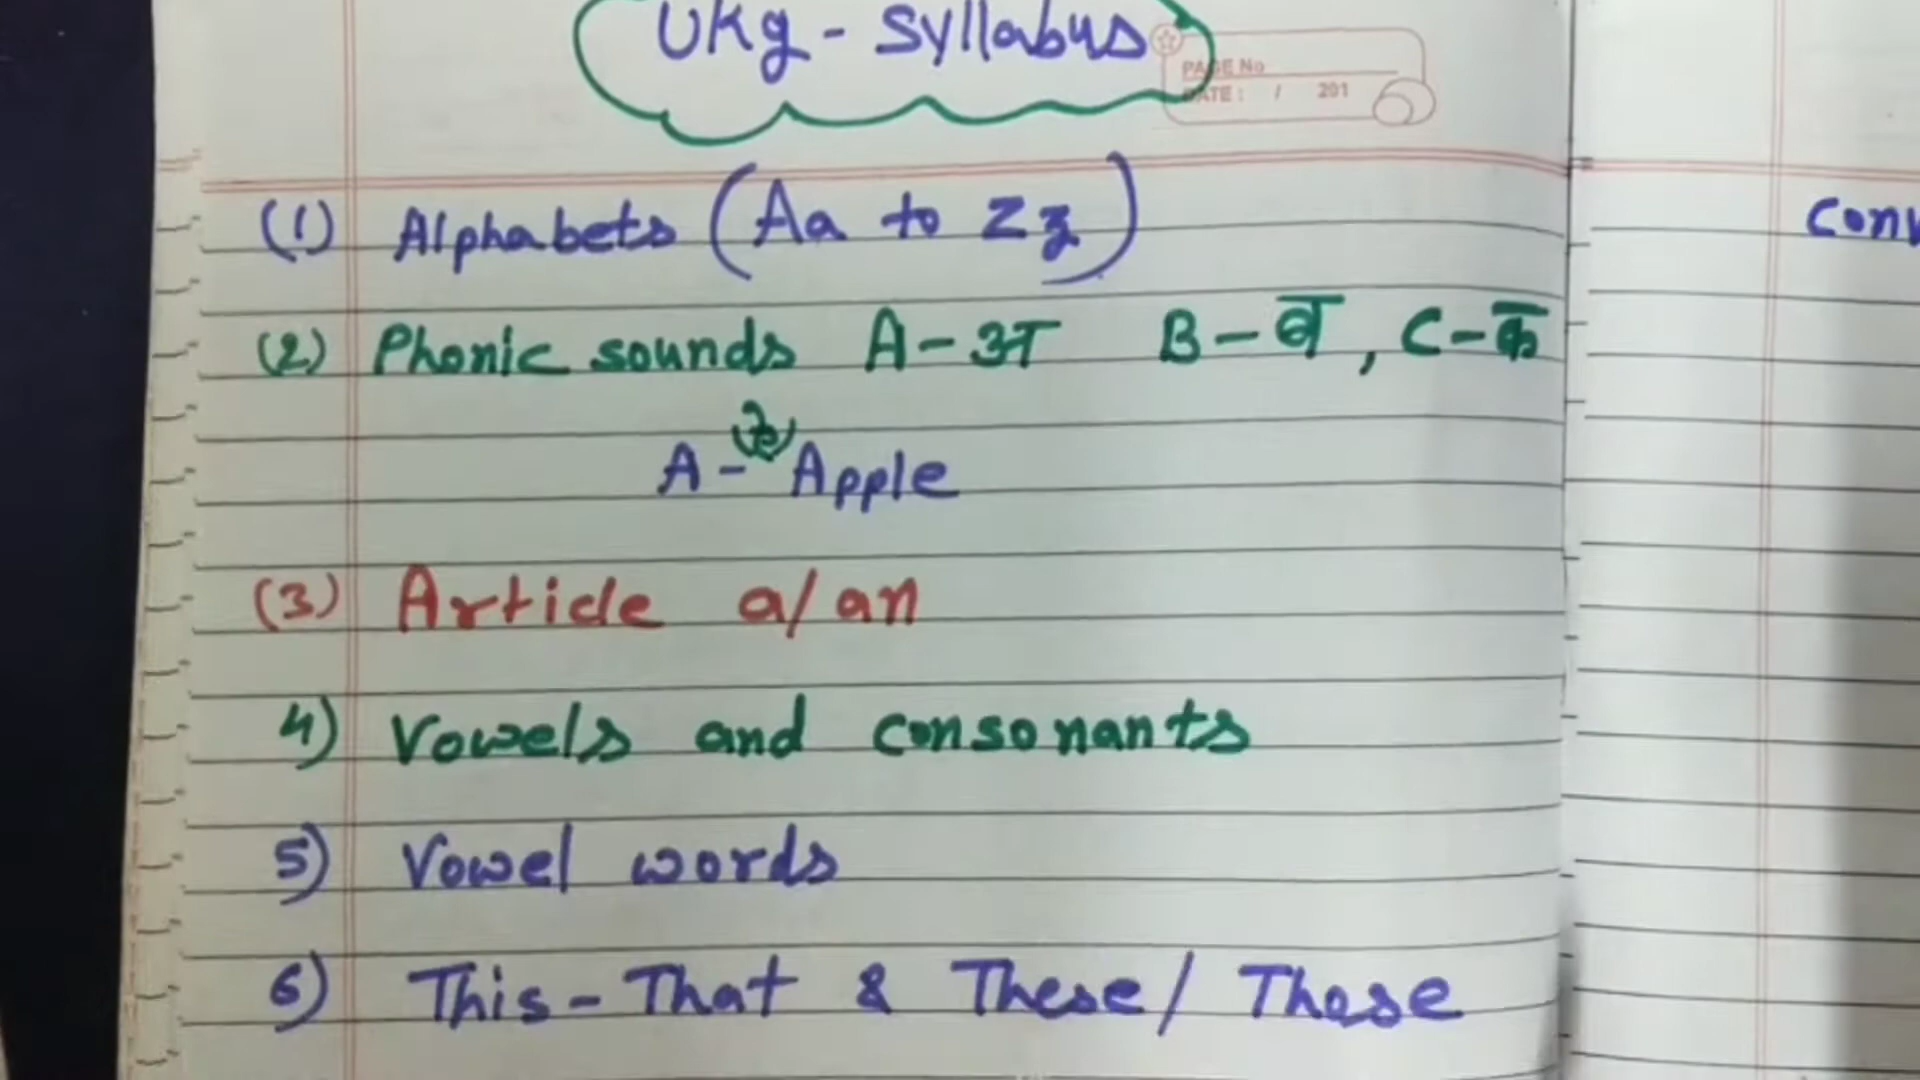 Ukg - Syllabus
PAGE No
DATE : / 201
(1) Alphabets (Aa to Zz)
(2) Phonic sounds A-अ B-ब, C-क
A - Apple
(3) Article a/an
4) Vowels and consonants
5) Vowel words
6) This - That & These / Those